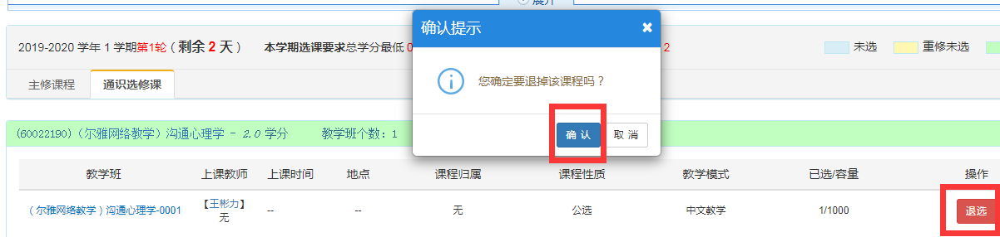 展开
确认提示
2019-2020 学年 1 学期第1轮（剩余 2 天） 本学期选课要求总学分最低 0
2
未选
重修未选
您确定要退掉该课程吗？
主修课程 通识选修课
确 认 取 消
(60022190)（尔雅网络教学）沟通心理学 - 2.0 学分 教学班个数：1
教学班 上课教师 上课时间 地点 课程归属 课程性质 教学模式 已选/容量 操作
（尔雅网络教学）沟通心理学-0001 【王彬力】 -- -- 无 公选 中文教学 1/1000 退选
无